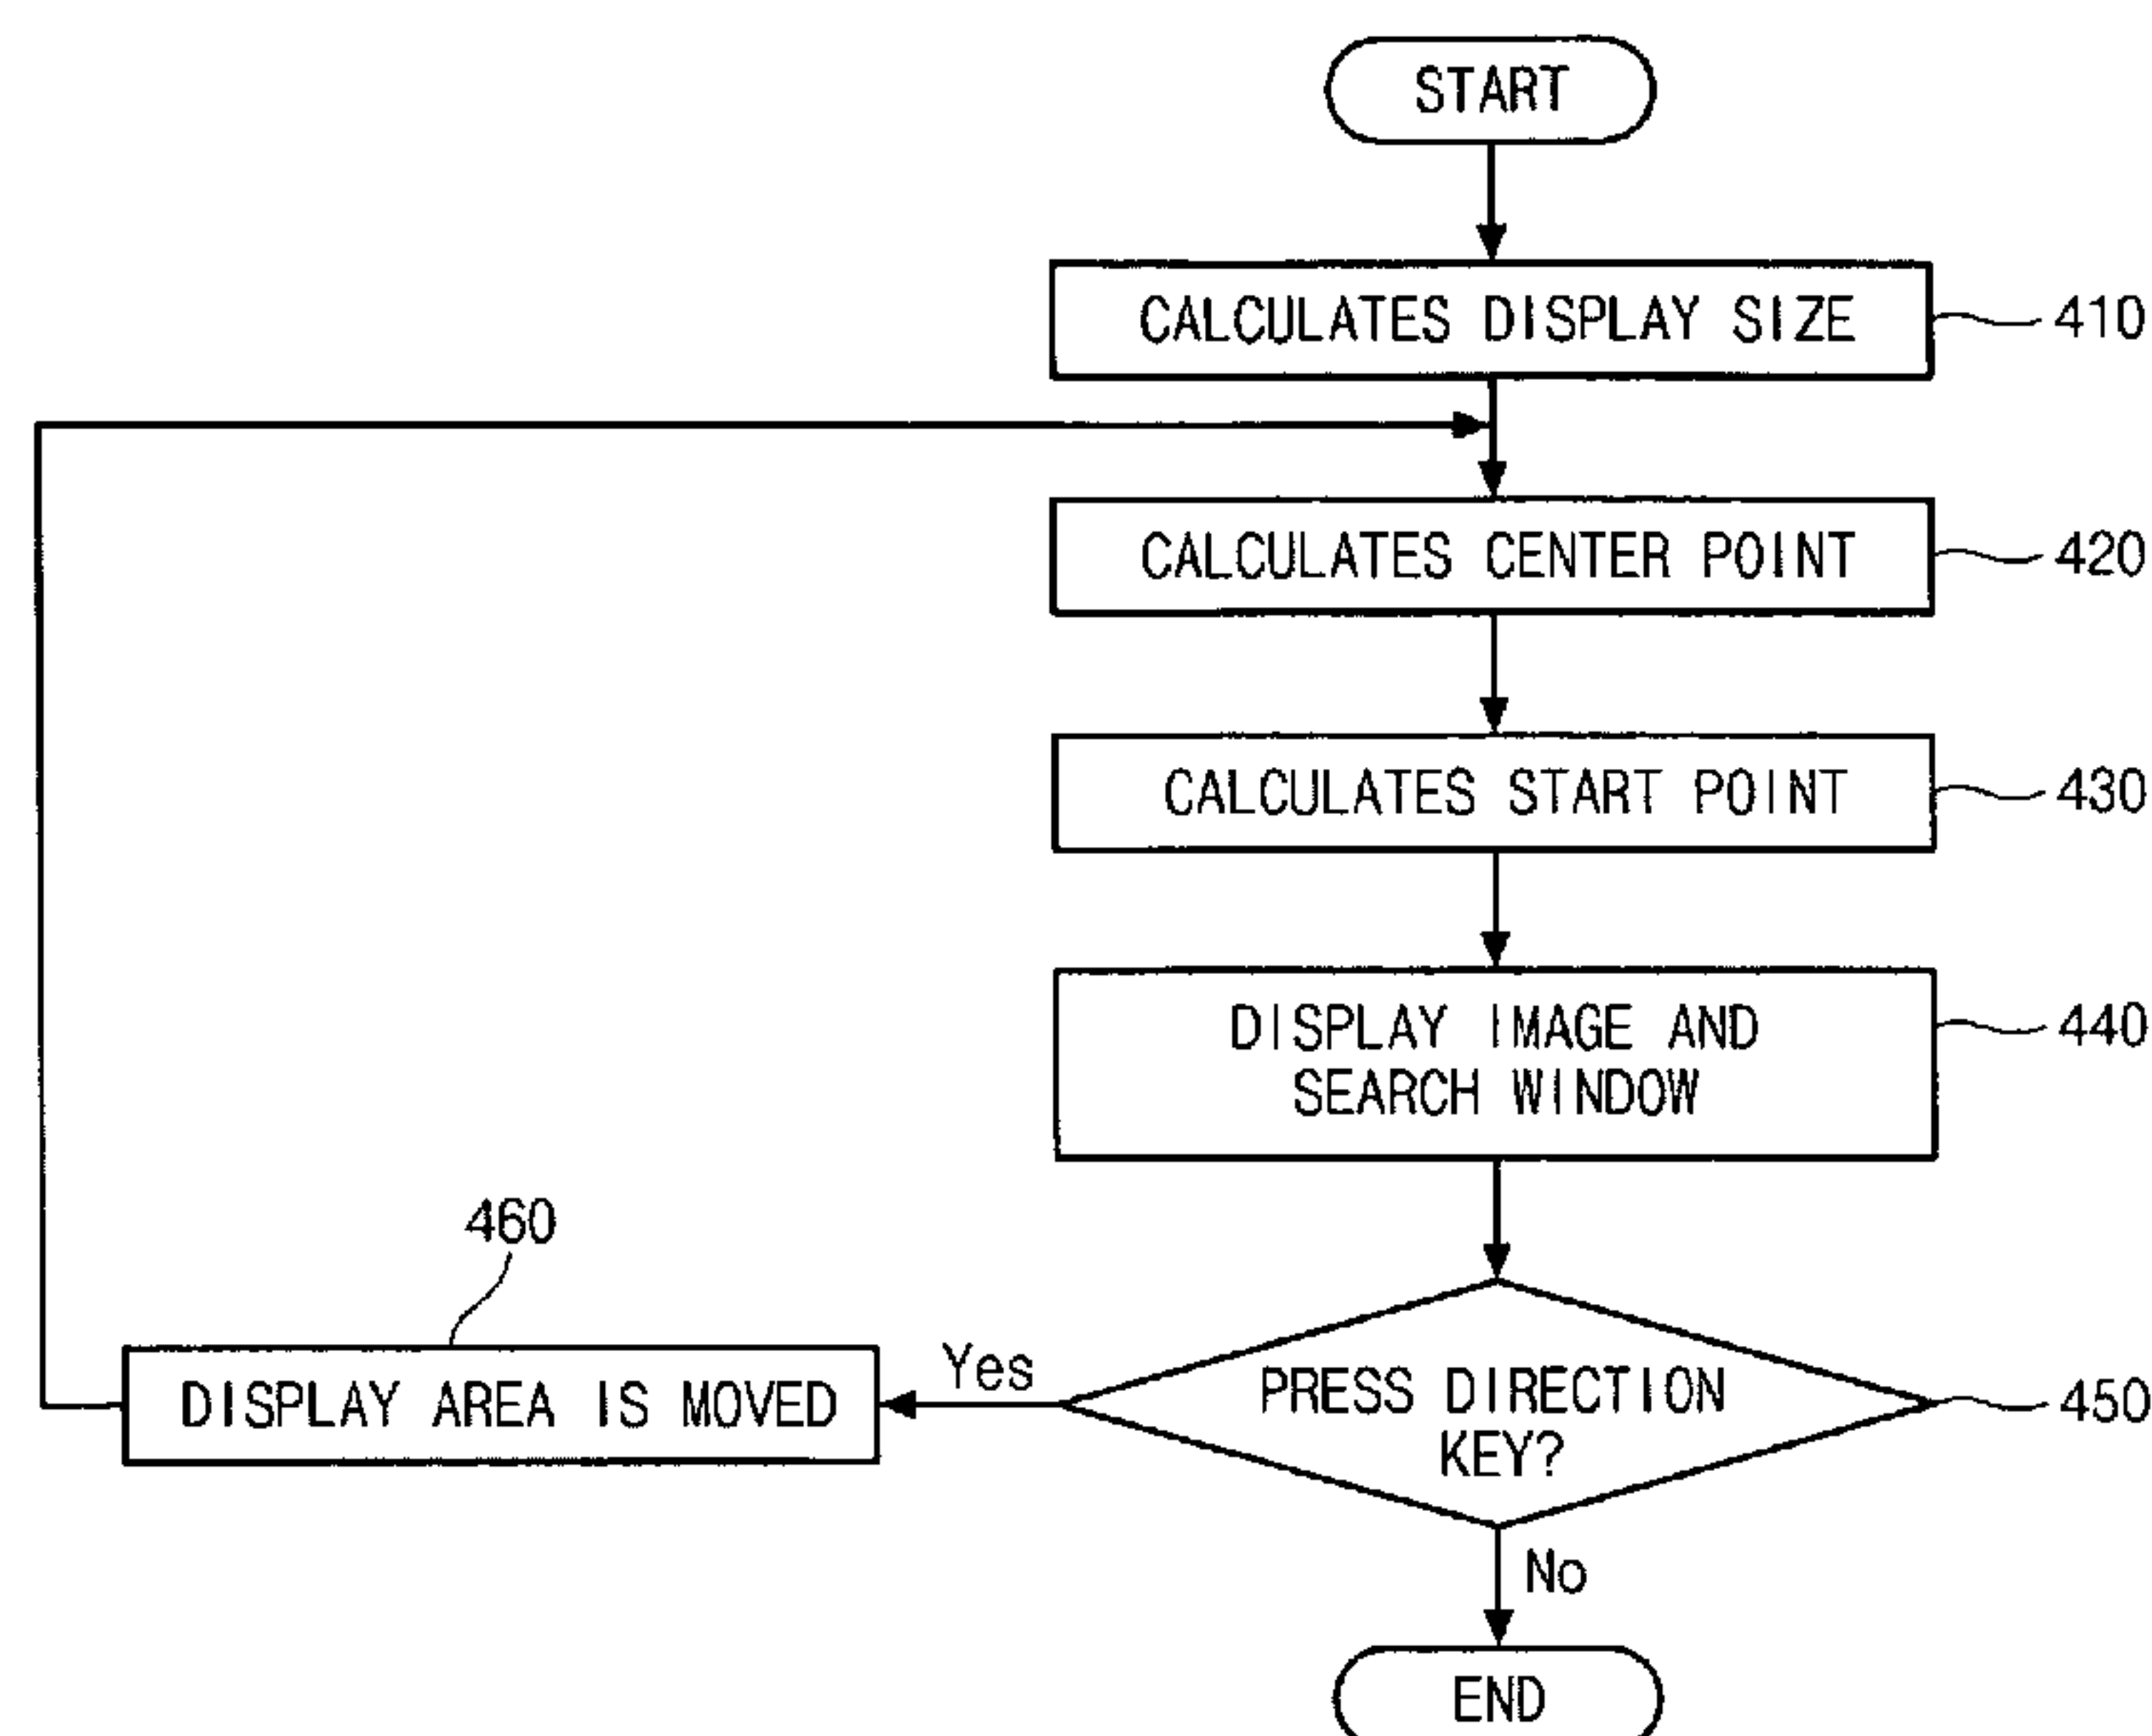 START
CALCULATES DISPLAY SIZE
410
CALCULATES CENTER POINT
420
CALCULATES START POINT
430
DISPLAY IMAGE AND
SEARCH WINDOW
440
460
DISPLAY AREA IS MOVED
Yes
PRESS DIRECTION
KEY?
450
No
END